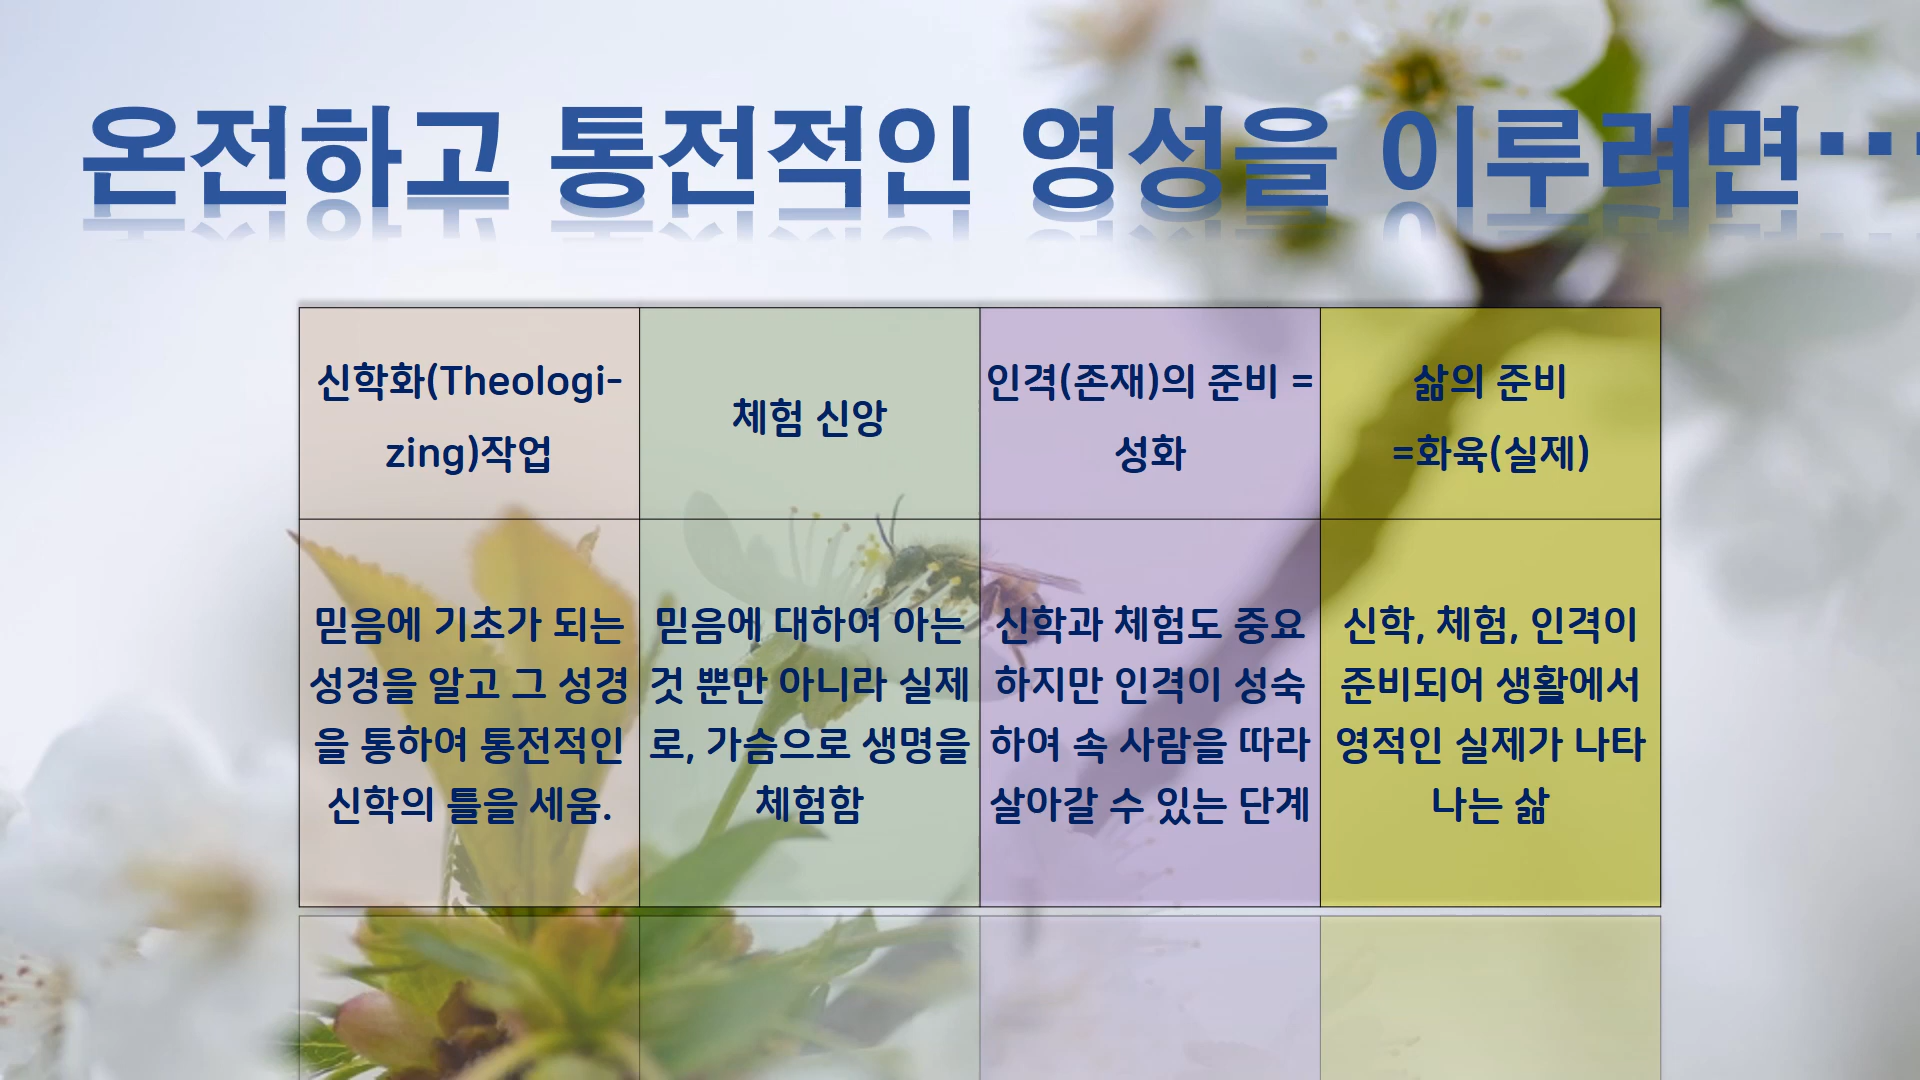 온전하고 통전적인 영성을 이루려면···
신학화(Theologi-
zing)작업
체험 신앙
인격(존재)의 준비 =
성화
삶의 준비
=화육(실제)
믿음에 기초가 되는
성경을 알고 그 성경
을 통하여 통전적인
신학의 틀을 세움.
믿음에 대하여 아는
것 뿐만 아니라 실제
로, 가슴으로 생명을
체험함
신학과 체험도 중요
하지만 인격이 성숙
하여 속 사람을 따라
살아갈 수 있는 단계
신학, 체험, 인격이
준비되어 생활에서
영적인 실제가 나타
나는 삶